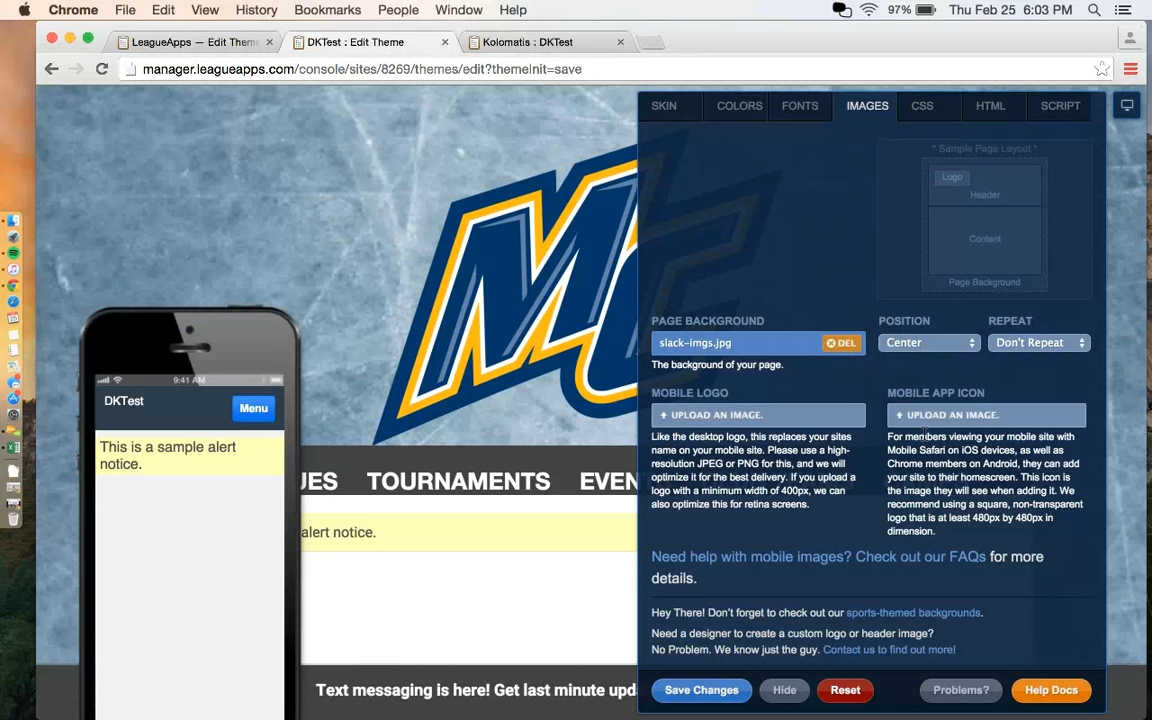 Chrome File Edit View History Bookmarks People Window Help 97% Thu Feb 25 6:03 PM
LeagueApps — Edit Them
DKTest : Edit Theme
Kolomatis : DKTest
manager.leagueapps.com/console/sites/8269/themes/edit?themeInit=save
SKIN COLORS FONTS IMAGES CSS HTML SCRIPT
* Sample Page Layout *
Logo
Header
Content
Page Background
PAGE BACKGROUND POSITION REPEAT
slack-imgs.jpg DEL Center Don't Repeat
The background of your page.
MOBILE LOGO
UPLOAD AN IMAGE.
Like the desktop logo, this replaces your sites
name on your mobile site. Please use a high-
resolution JPEG or PNG for this, and we will
optimize it for the best delivery. If you upload a
logo with a minimum width of 400px, we can
also optimize this for retina screens.
MOBILE APP ICON
UPLOAD AN IMAGE.
For members viewing your mobile site with
Mobile Safari on iOS devices, as well as
Chrome members on Android, they can add
your site to their homescreen. This icon is
the image they will see when adding it. We
recommend using a square, non-transparent
logo that is at least 480px by 480px in
dimension.
Need help with mobile images? Check out our FAQs for more
details.
Hey There! Don't forget to check out our sports-themed backgrounds.
Need a designer to create a custom logo or header image?
No Problem. We know just the guy. Contact us to find out more!
Save Changes Hide Reset Problems? Help Docs
M
9:41 AM
DKTest Menu
This is a sample alert
notice.
UES TOURNAMENTS EVEN
alert notice.
Text messaging is here! Get last minute upd